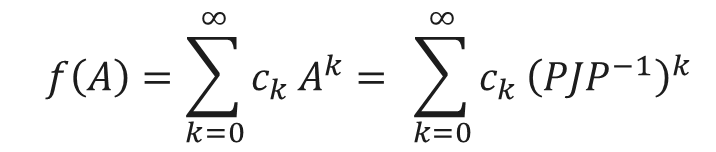 f(A) = ∑_{k=0}^{∞} c_k A^k = ∑_{k=0}^{∞} c_k (PJP^{−1})^k